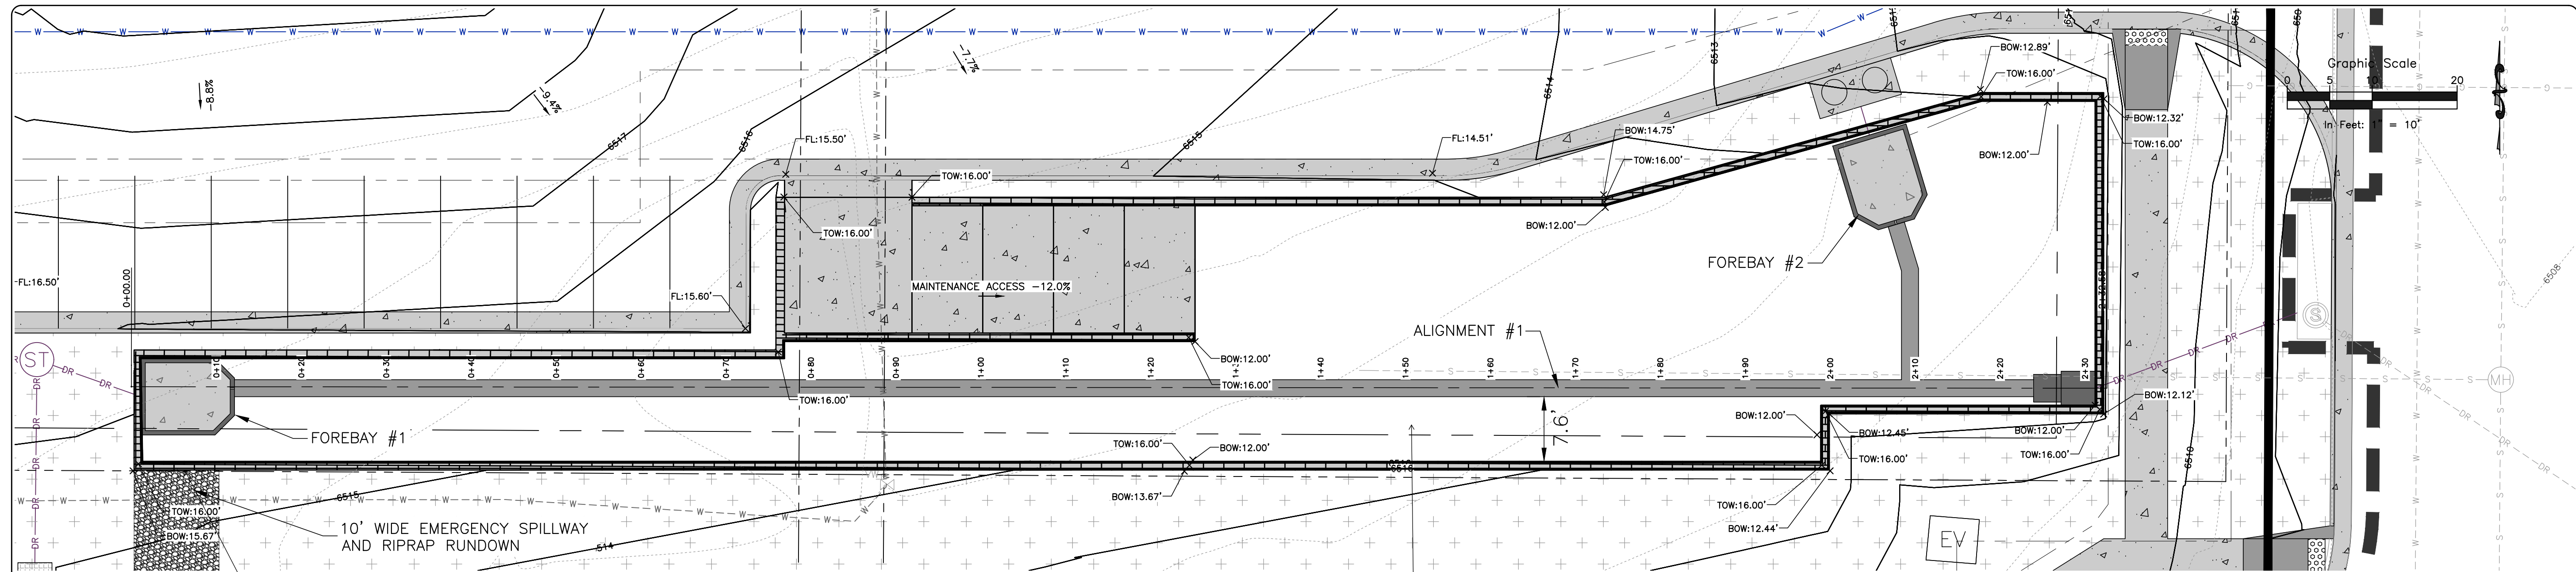 W W W W W W W W W W W W W W W W W W W W W W W
-8.8%
-9.4%
-7.7%
6517
6516
6515
6514
6513
BOW:12.89'
TOW:16.00'
Graphic Scale
0 5 10 20
In Feet: 1" = 10'
BOW:12.32'
TOW:16.00'
BOW:12.00'
FL:15.50'
FL:14.51'
BOW:14.75'
TOW:16.00'
TOW:16.00'
TOW:16.00'
BOW:12.00'
FOREBAY #2
FL:16.50'
0+00.00
FL:15.60'
MAINTENANCE ACCESS -12.0%
6508
S
ALIGNMENT #1
ST
DR
0+10
0+20
0+30
0+40
0+50
0+60
0+70
0+80
0+90
1+00
1+10
1+20
1+40
1+50
1+60
1+70
1+80
1+90
2+00
2+10
2+20
2+30
BOW:12.00'
TOW:16.00'
TOW:16.00'
MH
BOW:12.12'
7.6'
FOREBAY #1
BOW:12.00'
BOW:12.45'
BOW:12.00'
TOW:16.00'
BOW:12.00'
TOW:16.00'
TOW:16.00'
6510
6515
BOW:13.67'
TOW:16.00'
TOW:16.00'
10' WIDE EMERGENCY SPILLWAY
AND RIPRAP RUNDOWN
BOW:12.44'
BOW:15.67'
514
EV